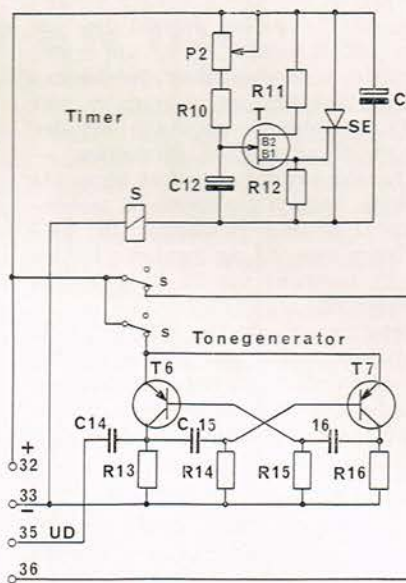 P2
R11
C
R10
Timer
T
SE
B2
B1
C12
R12
S
S
S
Tonegenerator
T6
T7
C14
C 15
16
R13
R14
R15
R16
+
32
33
-
35 UD
36